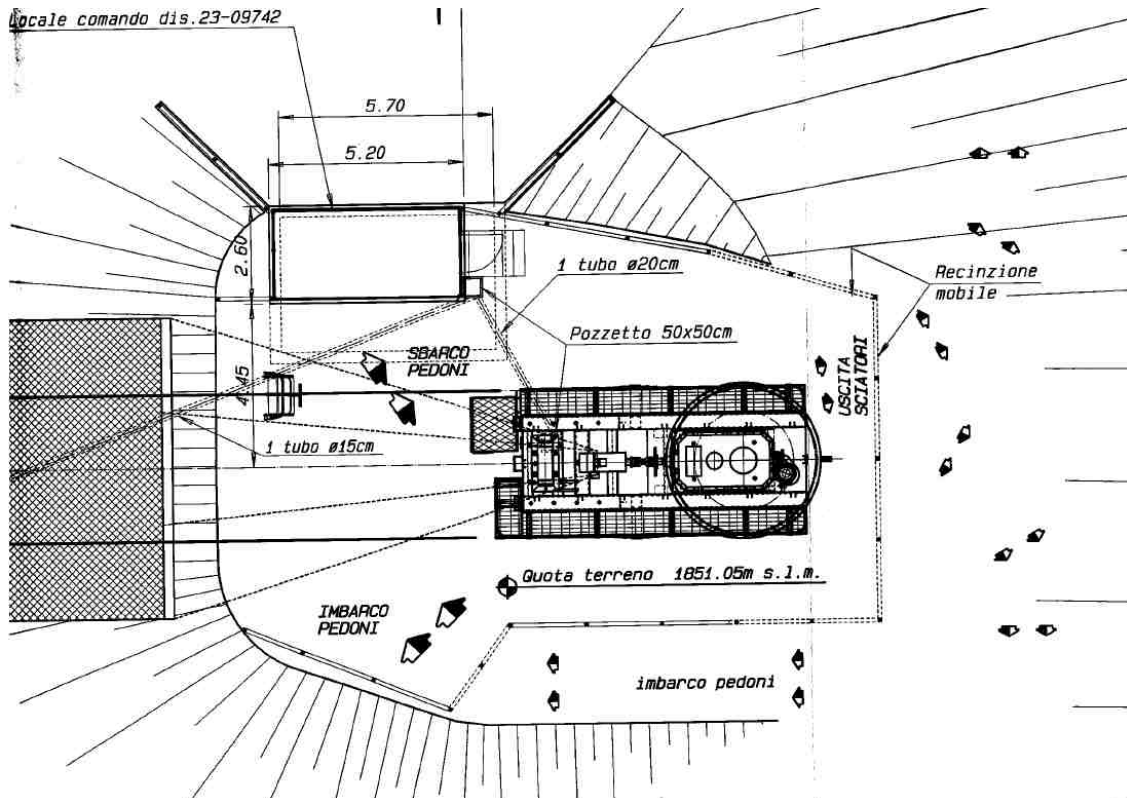 Locale comando dis.23-09742
5.70
5.20
2.60
4.45
1 tubo ø20cm
Recinzione
mobile
Pozzetto 50x50cm
SBARCO
PEDONI
USCITA
SCIATORI
1 tubo ø15cm
Quota terreno 1851.05m s.l.m.
IMBARCO
PEDONI
imbarco pedoni